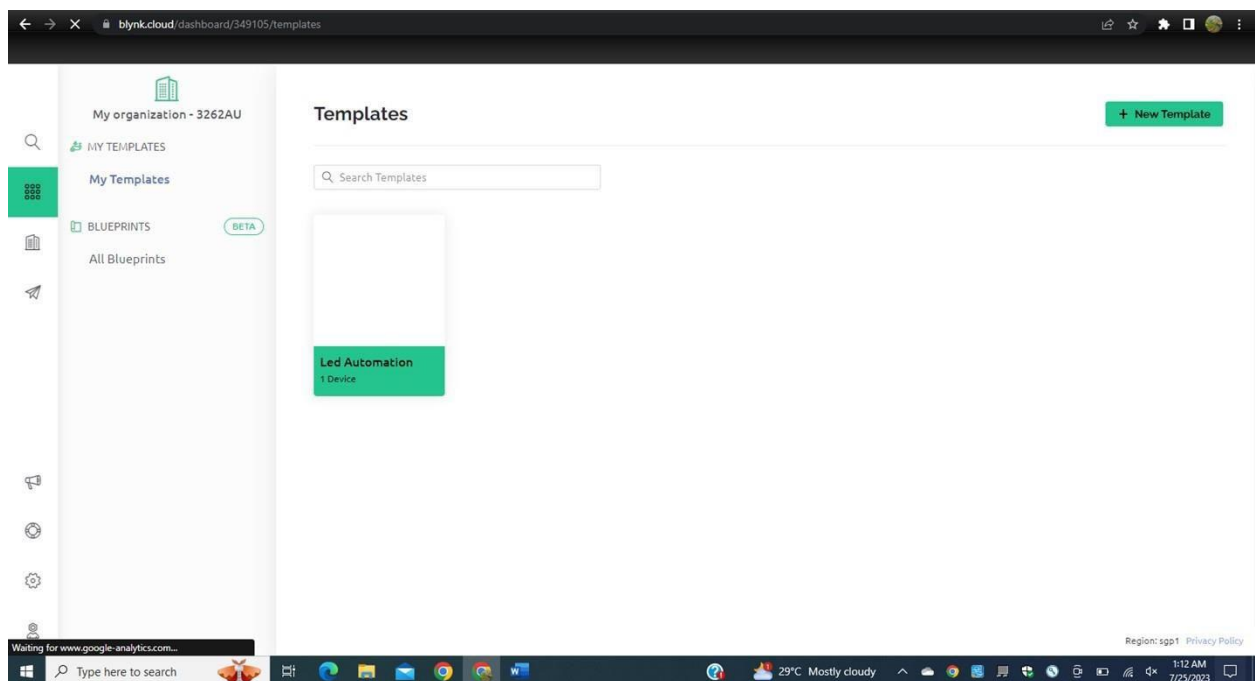 blynk.cloud/dashboard/349105/templates
My organization - 3262AU
MY TEMPLATES
My Templates
BLUEPRINTS BETA
All Blueprints
Templates
+ New Template
Search Templates
Led Automation
1 Device
Region: sgp1 Privacy Policy
Waiting for www.google-analytics.com...
Type here to search
29°C Mostly cloudy
1:12 AM
7/25/2023